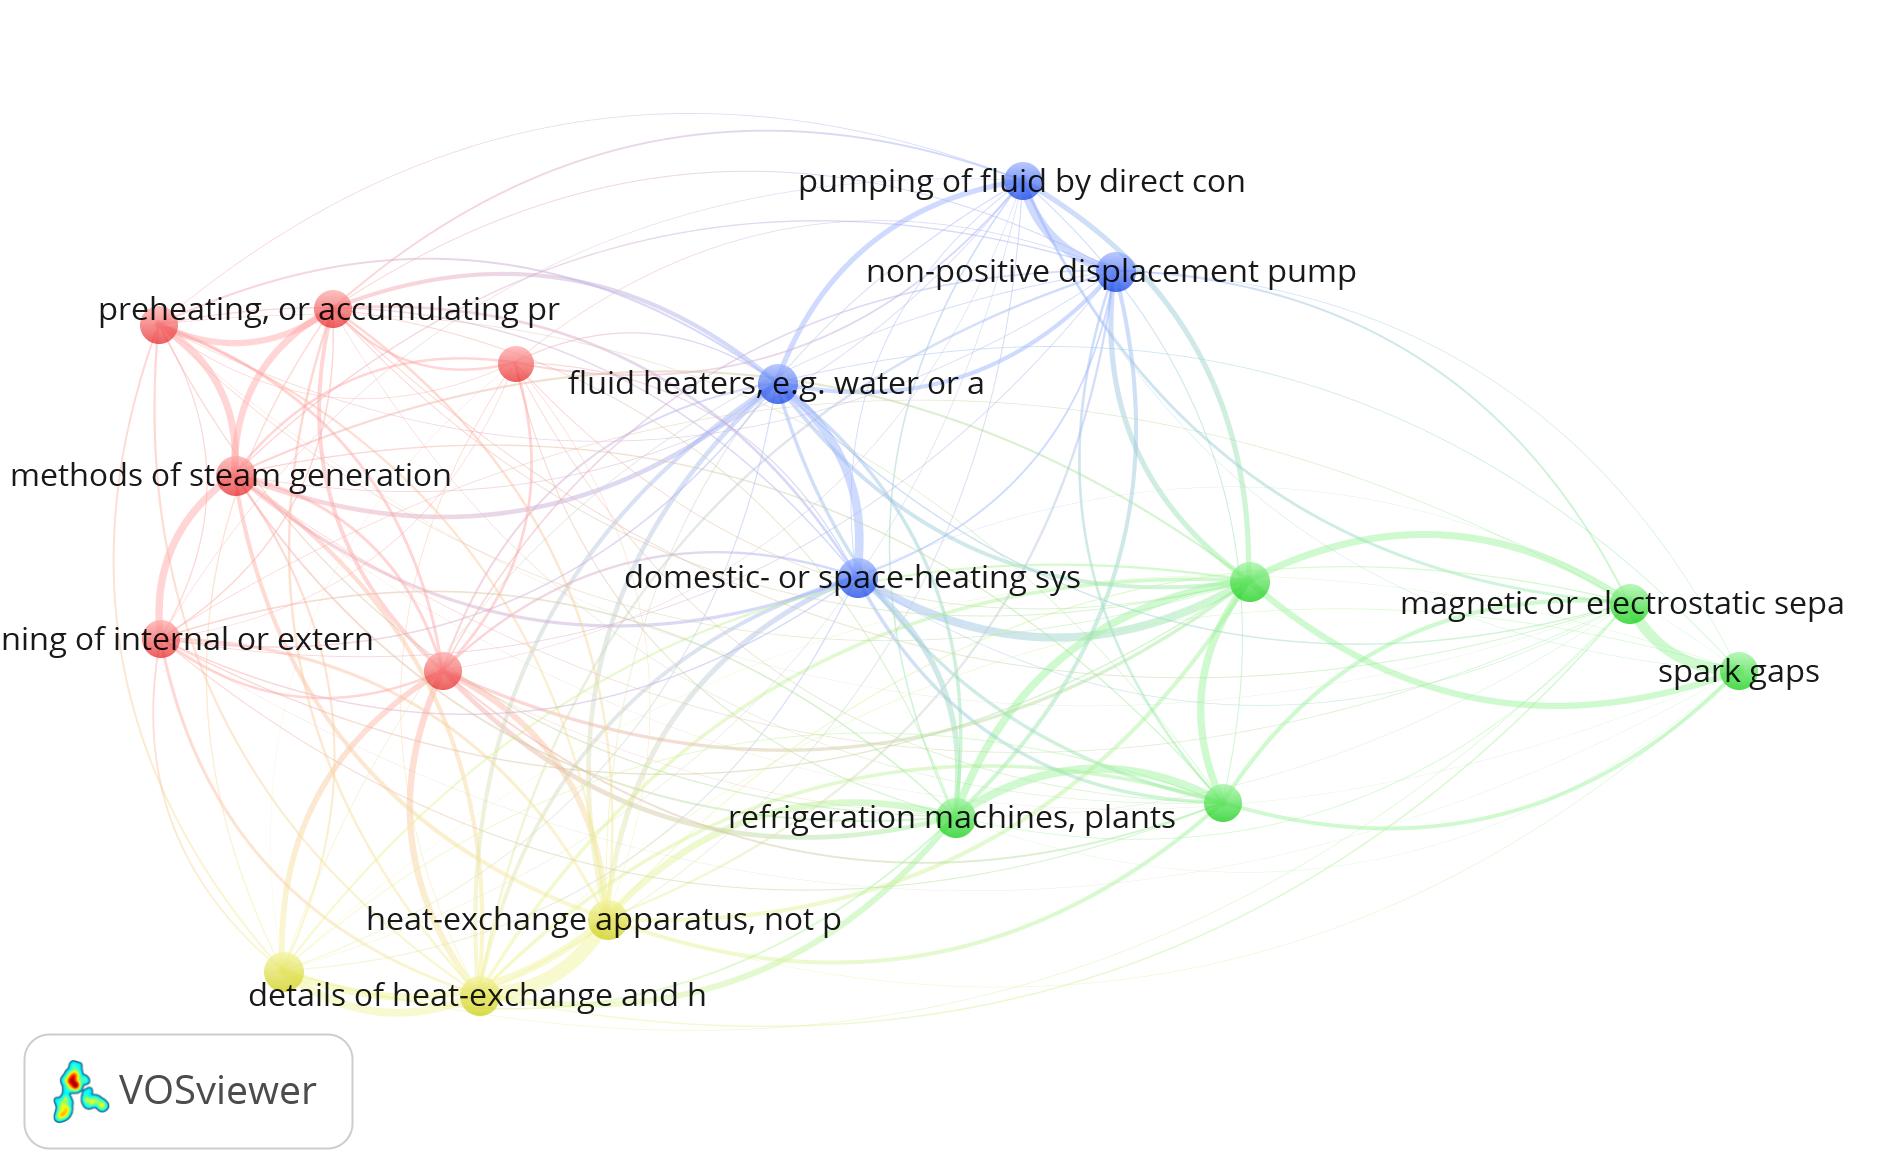 pumping of fluid by direct con
non-positive displacement pump
preheating, or accumulating pr
fluid heaters, e.g. water or a
methods of steam generation
domestic- or space-heating sys
magnetic or electrostatic sepa
ning of internal or extern
spark gaps
refrigeration machines, plants
heat-exchange apparatus, not p
details of heat-exchange and h
VOSviewer